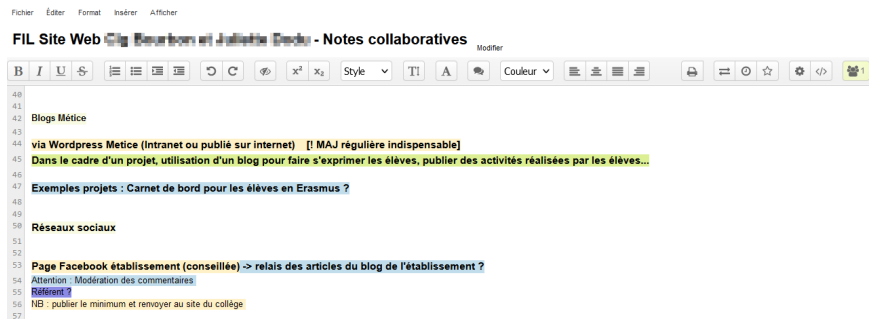 Fichier Éditer Format Insérer Afficher
FIL Site Web - Notes collaboratives Modifier
B I U S Style TI A Couleur 1
40
41
42 Blogs Métice
43
44 via Wordpress Metice (Intranet ou publié sur internet) [! MAJ régulière indispensable]
45 Dans le cadre d'un projet, utilisation d'un blog pour faire s'exprimer les élèves, publier des activités réalisées par les élèves...
46
47 Exemples projets : Carnet de bord pour les élèves en Erasmus ?
48
49
50 Réseaux sociaux
51
52
53 Page Facebook établissement (conseillée) -> relais des articles du blog de l'établissement ?
54 Attention : Modération des commentaires
55 Référent ?
56 NB : publier le minimum et renvoyer au site du collège
57